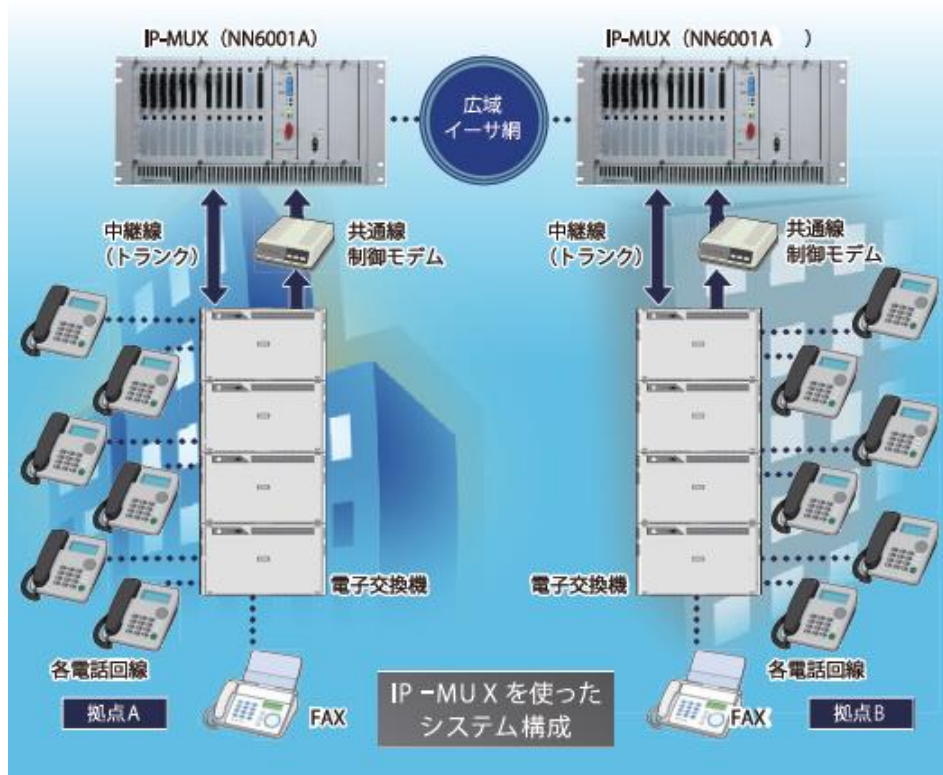 IP-MUX（NN6001A）
IP-MUX（NN6001A　　）
広域
イーサ網
中継線
（トランク）
共通線
制御モデム
中継線
（トランク）
共通線
制御モデム
電子交換機
電子交換機
各電話回線
拠点A
FAX
IP－MUXを使った
システム構成
FAX
各電話回線
拠点B